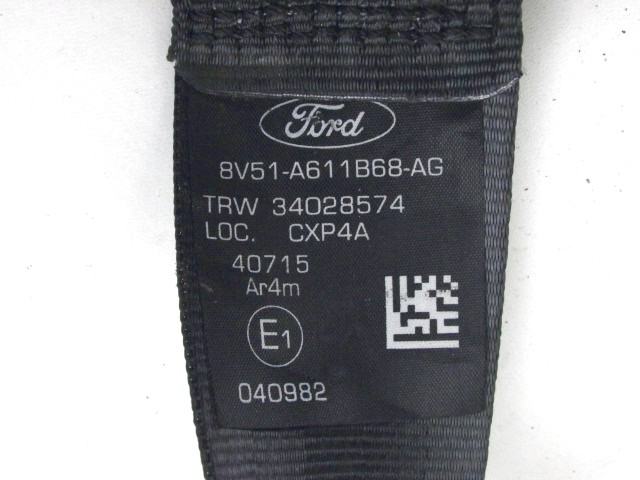 Ford
8V51-A611B68-AG
TRW 34028574
LOC. CXP4A
40715
Ar4m
E1
040982